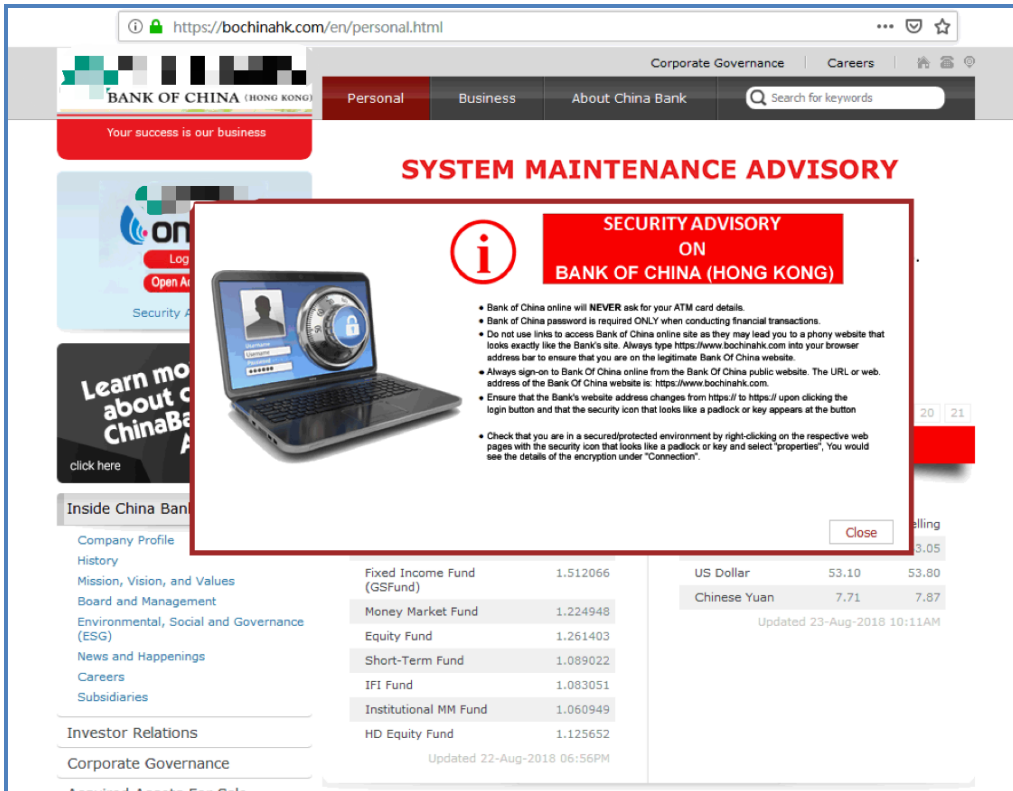 https://bochinahk.com/en/personal.html
Corporate Governance
Careers
BANK OF CHINA (HONG KONG)
Personal
Business
About China Bank
Search for keywords
Your success is our business
SYSTEM MAINTENANCE ADVISORY
on
Log
Open Ac
Security A
SECURITY ADVISORY
ON
BANK OF CHINA (HONG KONG)
Bank of China online will NEVER ask for your ATM card details.
Bank of China password is required ONLY when conducting financial transactions.
Do not use links to access Bank of China online site as they may lead you to a phony website that
looks exactly like the Bank's site. Always type https://www.bochinahk.com into your browser
address bar to ensure that you are on the legitimate Bank Of China website.
Always sign-on to Bank Of China online from the Bank Of China public website. The URL or web.
address of the Bank Of China website is: https://www.bochinahk.com.
Ensure that the Bank's website address changes from https:// to https:// upon clicking the
login button and that the security icon that looks like a padlock or key appears at the button
Check that you are in a secured/protected environment by right-clicking on the respective web
pages with the security icon that looks like a padlock or key and select "properties", You would
see the details of the encryption under "Connection".
Close
Username
Username
Password
Learn mo
about c
ChinaBa
A
click here
20 21
Inside China Bank
Company Profile
History
Mission, Vision, and Values
Board and Management
Environmental, Social and Governance
(ESG)
News and Happenings
Careers
Subsidiaries
Investor Relations
Corporate Governance
Acquired Assets For Sale
Fixed Income Fund 1.512066
(GSFund)
Money Market Fund 1.224948
Equity Fund 1.261403
Short-Term Fund 1.089022
IFI Fund 1.083051
Institutional MM Fund 1.060949
HD Equity Fund 1.125652
Updated 22-Aug-2018 06:56PM
elling
3.05
US Dollar 53.10 53.80
Chinese Yuan 7.71 7.87
Updated 23-Aug-2018 10:11AM